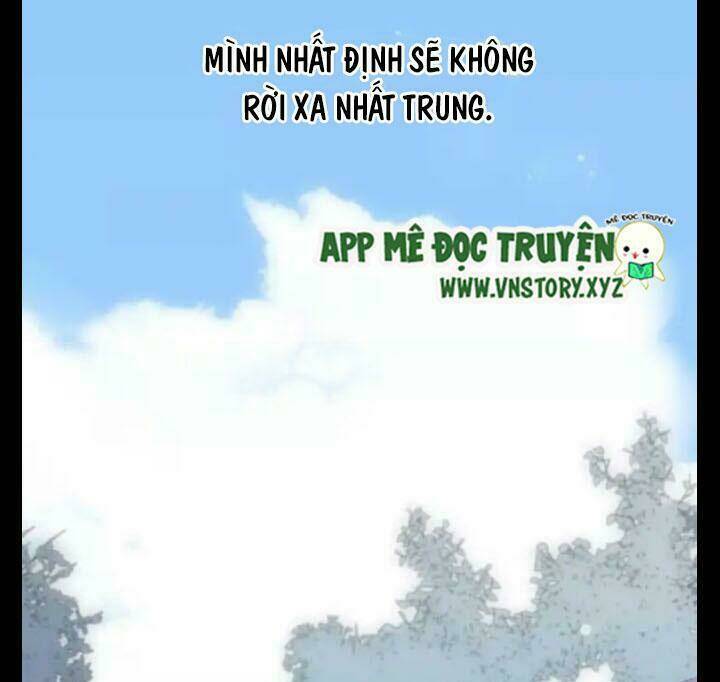 MÌNH NHẤT ĐỊNH SẼ KHÔNG
RỜI XA NHẤT TRUNG.
MÊ ĐỌC TRUYỆN
APP MÊ ĐỌC TRUYỆN
WWW.VNSTORY.XYZ